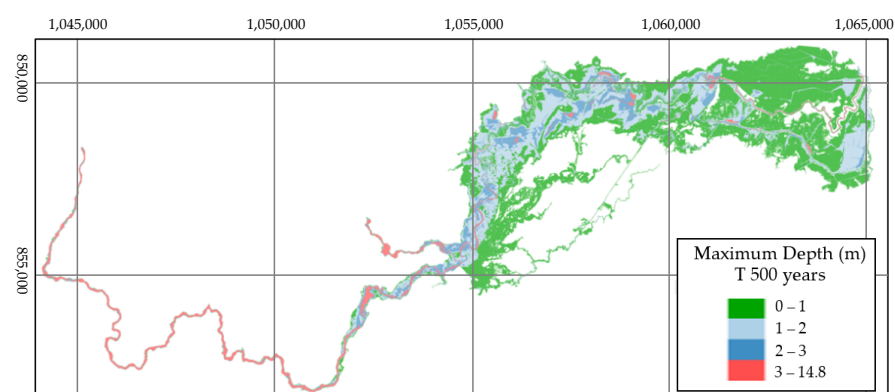 1,045,000 1,050,000 1,055,000 1,060,000 1,065,000
850,000
855,000
Maximum Depth (m)
T 500 years
0 – 1
1 – 2
2 – 3
3 – 14.8